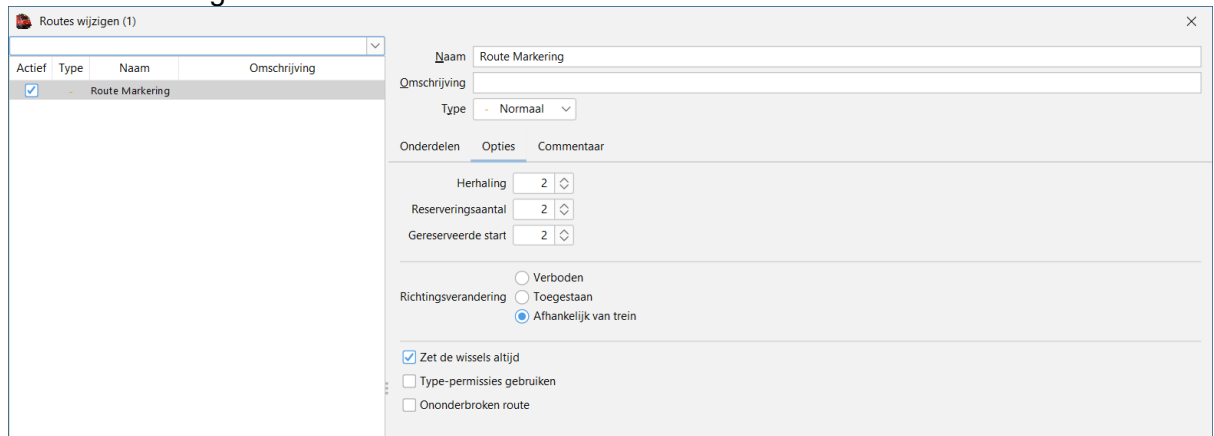 Routes wijzigen (1)
Actief Type Naam Omschrijving
Route Markering
Naam Route Markering
Omschrijving
Type Normaal
Onderdelen Opties Commentaar
Herhaling 2
Reserveringsaantal 2
Gereserveerde start 2
Richtingsverandering
Verboden
Toegestaan
Afhankelijk van trein
Zet de wissels altijd
Type-permissies gebruiken
Ononderbroken route